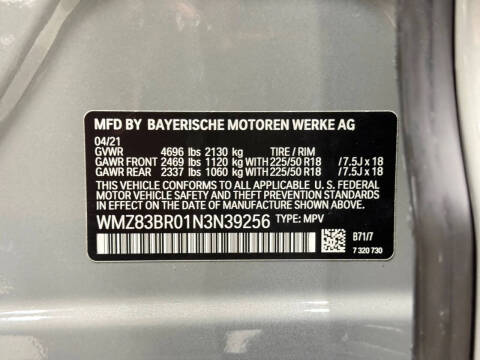 MFD BY BAYERISCHE MOTOREN WERKE AG
04/21
GVWR 4696 lbs 2130 kg TIRE / RIM
GAWR FRONT 2469 lbs 1120 kg WITH 225/50 R18 /7.5J x 18
GAWR REAR 2337 lbs 1060 kg WITH 225/50 R18 /7.5J x 18
THIS VEHICLE CONFORMS TO ALL APPLICABLE U.S. FEDERAL
MOTOR VEHICLE SAFETY AND THEFT PREVENTION STANDARDS
IN EFFECT ON THE DATE OF MANUFACTURE SHOWN ABOVE.
WMZ83BR01N3N39256 TYPE: MPV
B71/7
7 320 730